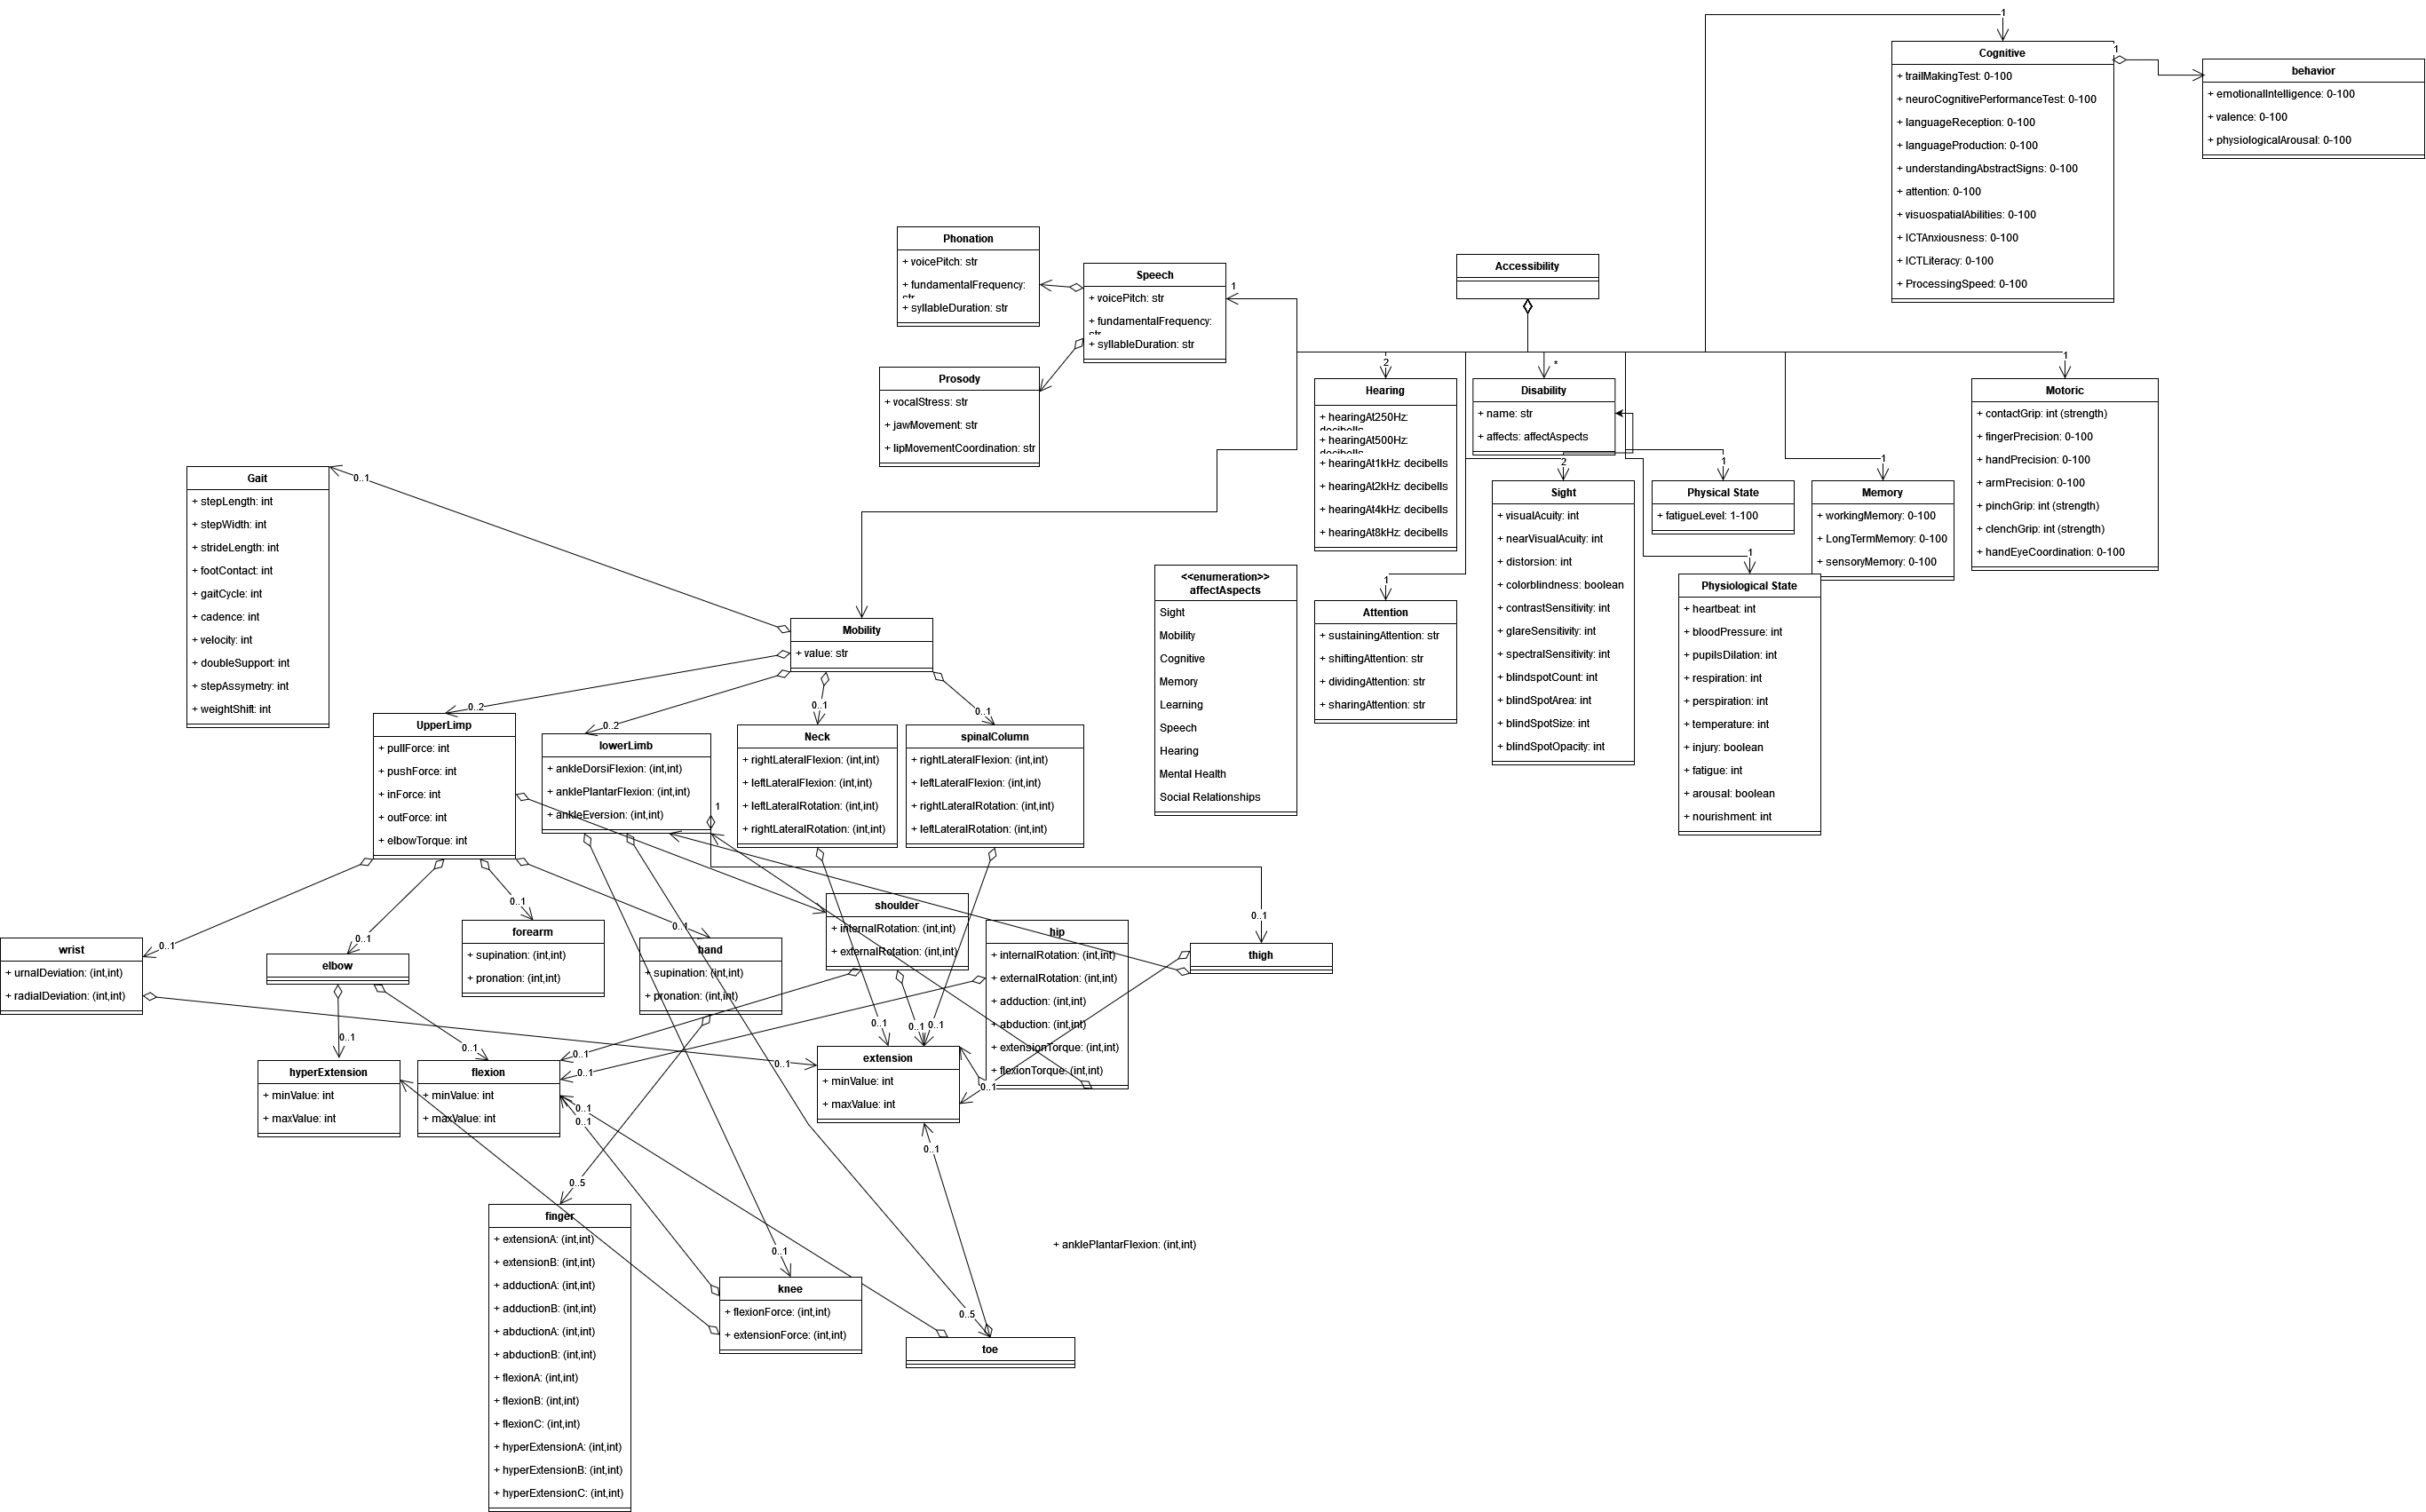 1
Cognitive
+ trailMakingTest: 0-100
+ neuroCognitivePerformanceTest: 0-100
+ languageReception: 0-100
+ languageProduction: 0-100
+ understandingAbstractSigns: 0-100
+ attention: 0-100
+ visuospatialAbilities: 0-100
+ ICTAnxiousness: 0-100
+ ICTLiteracy: 0-100
+ ProcessingSpeed: 0-100
1
behavior
+ emotionalIntelligence: 0-100
+ valence: 0-100
+ physiologicalArousal: 0-100
Phonation
+ voicePitch: str
+ fundamentalFrequency:
str
+ syllableDuration: str
Speech
+ voicePitch: str
+ fundamentalFrequency:
str
+ syllableDuration: str
1
Accessibility
Prosody
+ vocalStress: str
+ jawMovement: str
+ lipMovementCoordination: str
2
Hearing
+ hearingAt250Hz:
decibells
+ hearingAt500Hz:
decibells
+ hearingAt1kHz: decibells
+ hearingAt2kHz: decibells
+ hearingAt4kHz: decibells
+ hearingAt8kHz: decibells
*
Disability
+ name: str
+ affects: affectAspects
1
Motoric
+ contactGrip: int (strength)
+ fingerPrecision: 0-100
+ handPrecision: 0-100
+ armPrecision: 0-100
+ pinchGrip: int (strength)
+ clenchGrip: int (strength)
+ handEyeCoordination: 0-100
2
Sight
+ visualAcuity: int
+ nearVisualAcuity: int
+ distorsion: int
+ colorblindness: boolean
+ contrastSensitivity: int
+ glareSensitivity: int
+ spectralSensitivity: int
+ blindspotCount: int
+ blindSpotArea: int
+ blindSpotSize: int
+ blindSpotOpacity: int
1
Physical State
+ fatigueLevel: 1-100
1
Memory
+ workingMemory: 0-100
+ LongTermMemory: 0-100
+ sensoryMemory: 0-100
1
Physiological State
+ heartbeat: int
+ bloodPressure: int
+ pupilsDilation: int
+ respiration: int
+ perspiration: int
+ temperature: int
+ injury: boolean
+ fatigue: int
+ arousal: boolean
+ nourishment: int
<<enumeration>>
affectAspects
Sight
Mobility
Cognitive
Memory
Learning
Speech
Hearing
Mental Health
Social Relationships
1
Attention
+ sustainingAttention: str
+ shiftingAttention: str
+ dividingAttention: str
+ sharingAttention: str
Gait
+ stepLength: int
+ stepWidth: int
+ strideLength: int
+ footContact: int
+ gaitCycle: int
+ cadence: int
+ velocity: int
+ doubleSupport: int
+ stepAssymetry: int
+ weightShift: int
0..1
Mobility
+ value: str
0..2
0..2
0..1
0..1
UpperLimp
+ pullForce: int
+ pushForce: int
+ inForce: int
+ outForce: int
+ elbowTorque: int
lowerLimb
+ ankleDorsiFlexion: (int,int)
+ anklePlantarFlexion: (int,int)
+ ankleEversion: (int,int)
1
Neck
+ rightLateralFlexion: (int,int)
+ leftLateralFlexion: (int,int)
+ leftLateralRotation: (int,int)
+ rightLateralRotation: (int,int)
spinalColumn
+ rightLateralFlexion: (int,int)
+ leftLateralFlexion: (int,int)
+ rightLateralRotation: (int,int)
+ leftLateralRotation: (int,int)
0..1
0..1
0..1
0..1
0..1
wrist
+ urnalDeviation: (int,int)
+ radialDeviation: (int,int)
elbow
forearm
+ supination: (int,int)
+ pronation: (int,int)
hand
+ supination: (int,int)
+ pronation: (int,int)
shoulder
+ internalRotation: (int,int)
+ externalRotation: (int,int)
hip
+ internalRotation: (int,int)
+ externalRotation: (int,int)
+ adduction: (int,int)
+ abduction: (int,int)
+ extensionTorque: (int,int)
+ flexionTorque: (int,int)
thigh
0..1
0..1
0..1
0..1
0..1
0..1
0..1
0..1
0..1
hyperExtension
+ minValue: int
+ maxValue: int
flexion
+ minValue: int
+ maxValue: int
0..1
0..1
extension
+ minValue: int
+ maxValue: int
0..1
0..5
finger
+ extensionA: (int,int)
+ extensionB: (int,int)
+ adductionA: (int,int)
+ adductionB: (int,int)
+ abductionA: (int,int)
+ abductionB: (int,int)
+ flexionA: (int,int)
+ flexionB: (int,int)
+ flexionC: (int,int)
+ hyperExtensionA: (int,int)
+ hyperExtensionB: (int,int)
+ hyperExtensionC: (int,int)
+ anklePlantarFlexion: (int,int)
0..1
knee
+ flexionForce: (int,int)
+ extensionForce: (int,int)
0..5
toe